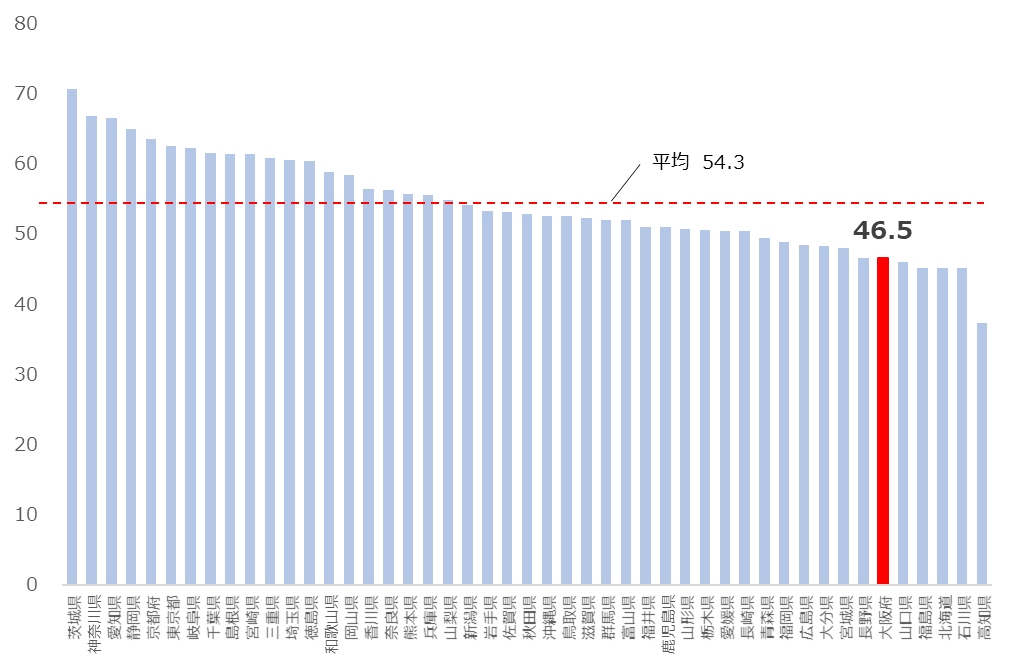 80
70
60
50
40
30
20
10
0
平均 54.3
46.5
茨城県
神奈川県
愛知県
静岡県
京都府
東京都
岐阜県
千葉県
島根県
宮崎県
三重県
埼玉県
徳島県
和歌山県
岡山県
香川県
奈良県
熊本県
兵庫県
山梨県
新潟県
岩手県
佐賀県
秋田県
沖縄県
鳥取県
滋賀県
群馬県
富山県
福井県
鹿児島県
山形県
栃木県
愛媛県
長崎県
青森県
福岡県
広島県
大分県
宮城県
長野県
大阪府
山口県
福島県
北海道
石川県
高知県